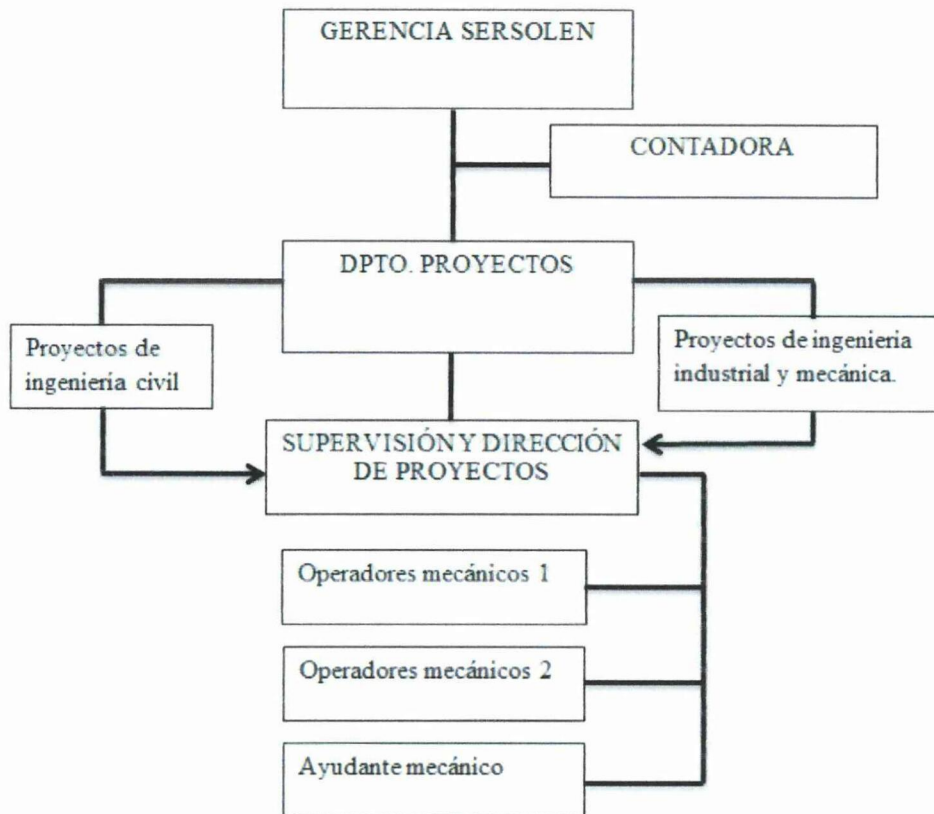 GERENCIA SERSOLEN
CONTADORA
DPTO. PROYECTOS
Proyectos de
ingeniería civil
Proyectos de ingenieria
industrial y mecánica.
SUPERVISIÓN Y DIRECCIÓN
DE PROYECTOS
Operadores mecánicos 1
Operadores mecánicos 2
Ayudante mecánico